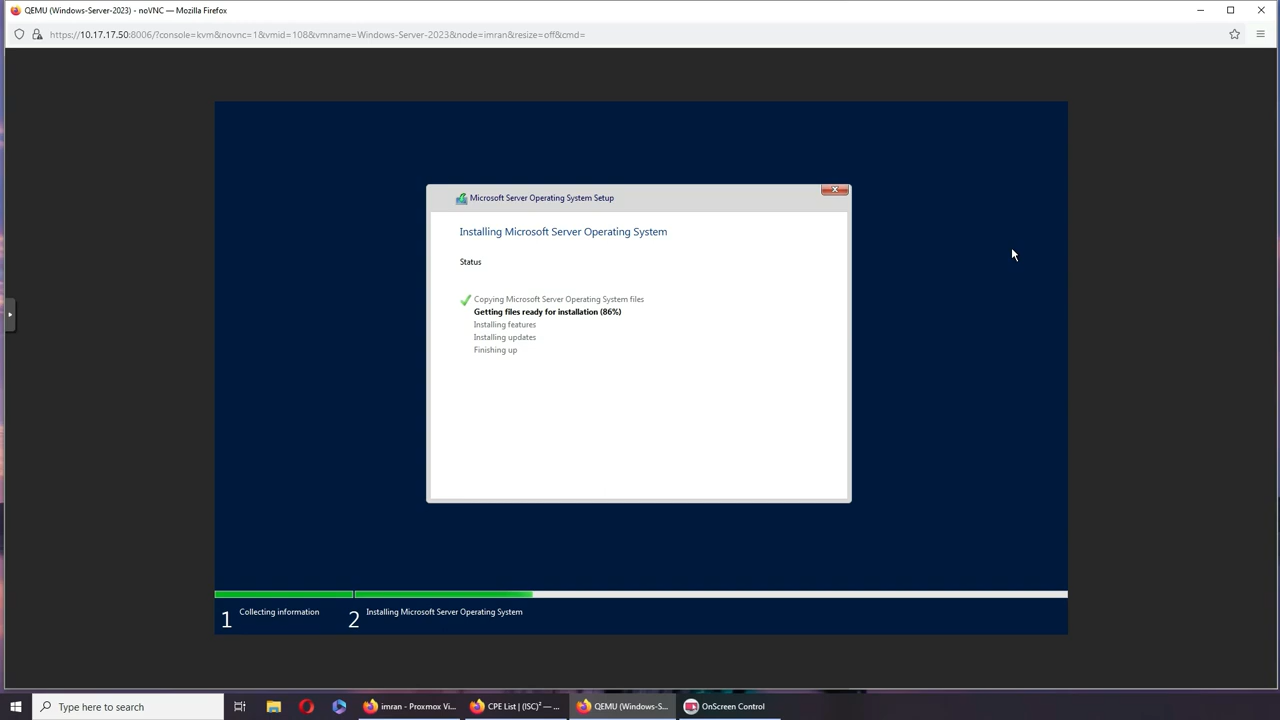 QEMU (Windows-Server-2023) - noVNC — Mozilla Firefox
https://10.17.17.50:8006/?console=kvm&novnc=1&vmid=108&vmname=Windows-Server-2023&node=imran&resize=off&cmd=
Microsoft Server Operating System Setup
Installing Microsoft Server Operating System
Status
Copying Microsoft Server Operating System files
Getting files ready for installation (86%)
Installing features
Installing updates
Finishing up
1 Collecting information
2 Installing Microsoft Server Operating System
Type here to search
imran - Proxmox Vi...
CPE List | (ISC)² — ...
QEMU (Windows-S...
OnScreen Control